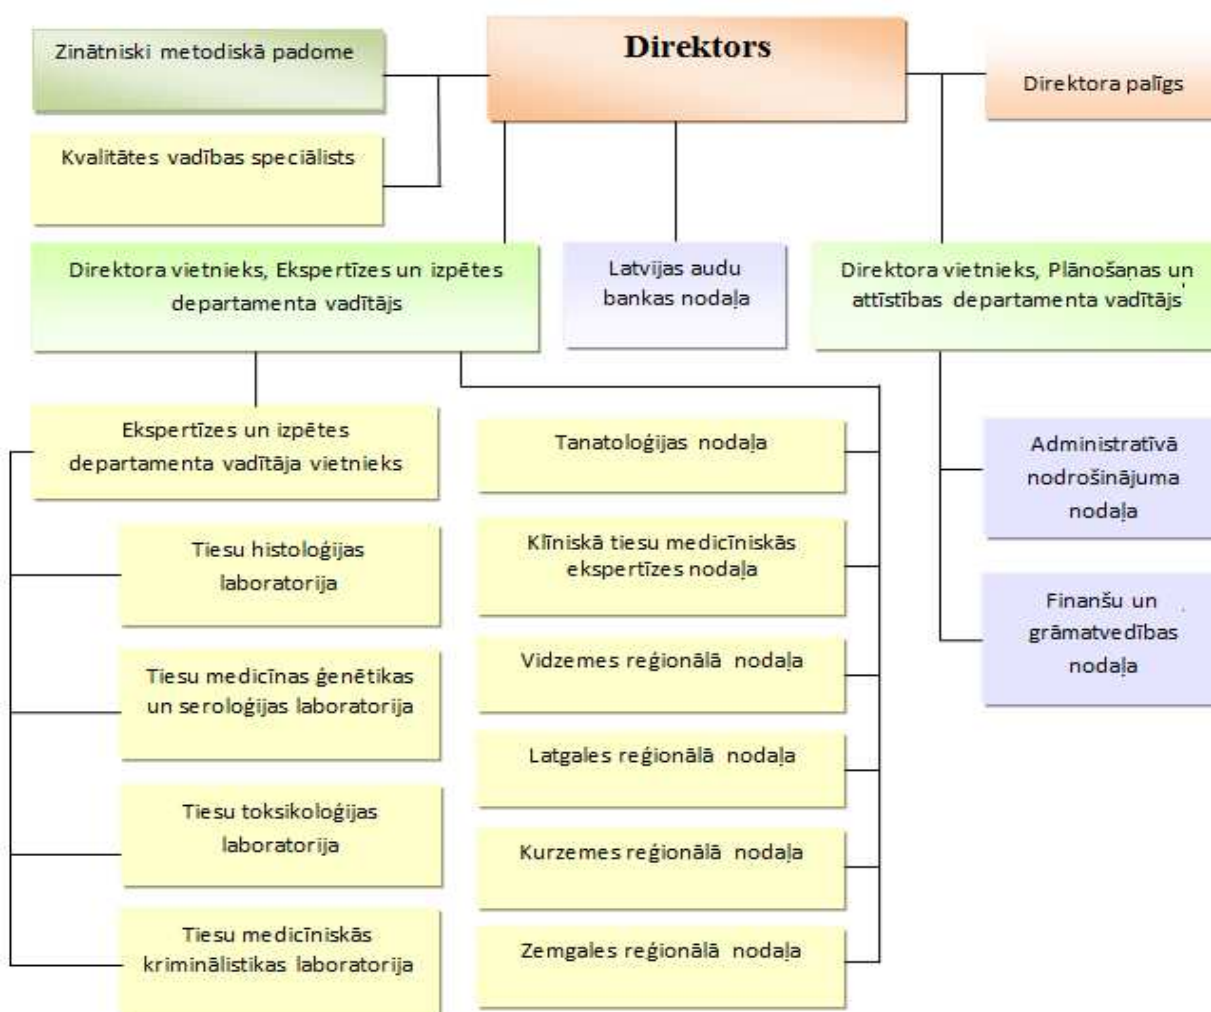 Zinātniski metodiskā padome
Direktors
Direktora palīgs
Kvalitātes vadības speciālists
Direktora vietnieks, Ekspertīzes un izpētes
departamenta vadītājs
Latvijas audu
bankas nodaļa
Direktora vietnieks, Plānošanas un
attīstības departamenta vadītājs
Ekspertīzes un izpētes
departamenta vadītāja vietnieks
Tiesu histoloģijas
laboratorija
Tiesu medicīnas ģenētikas
un seroloģijas laboratorija
Tiesu toksikoloģijas
laboratorija
Tiesu medicīniskās
kriminālistikas laboratorija
Tanatoloģijas nodaļa
Klīniskā tiesu medicīniskās
ekspertīzes nodaļa
Vidzemes reģionālā nodaļa
Latgales reģionālā nodaļa
Kurzemes reģionālā nodaļa
Zemgales reģionālā nodaļa
Administratīvā
nodrošinājuma
nodaļa
Finanšu un
grāmatvedības
nodaļa